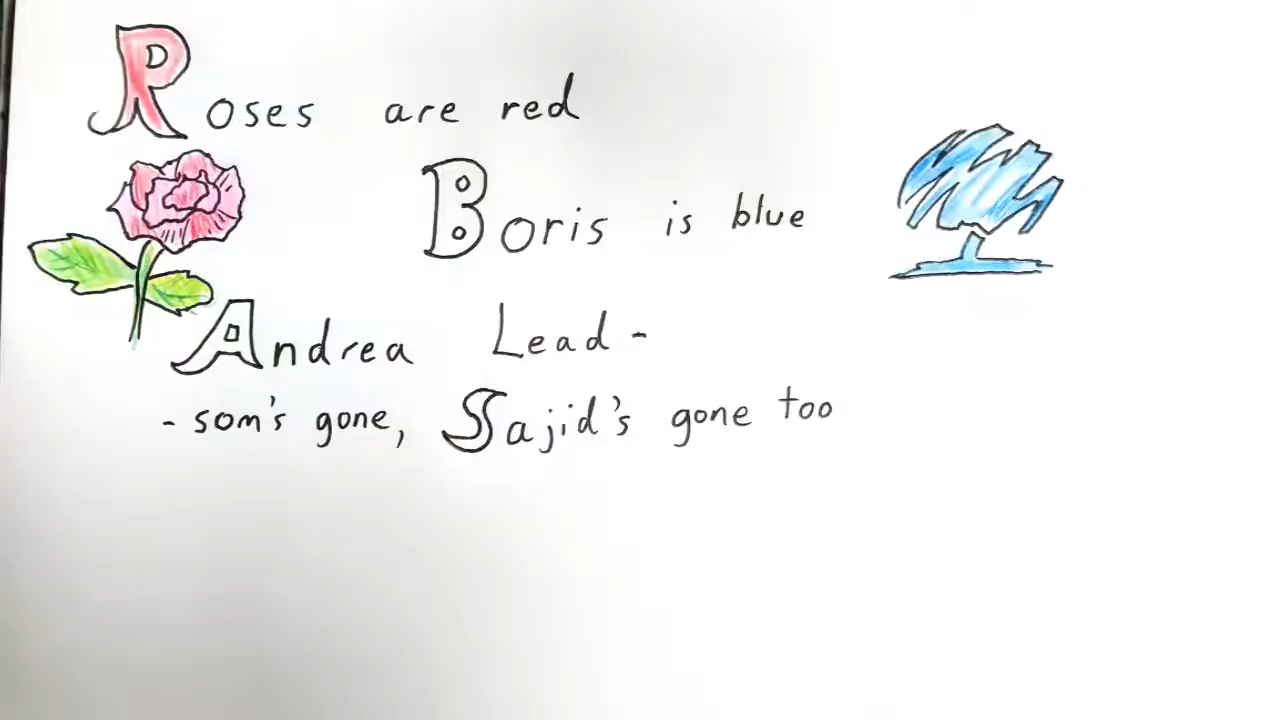 Roses are red
Boris is blue
Andrea Lead-
-som's gone, Sajid's gone too